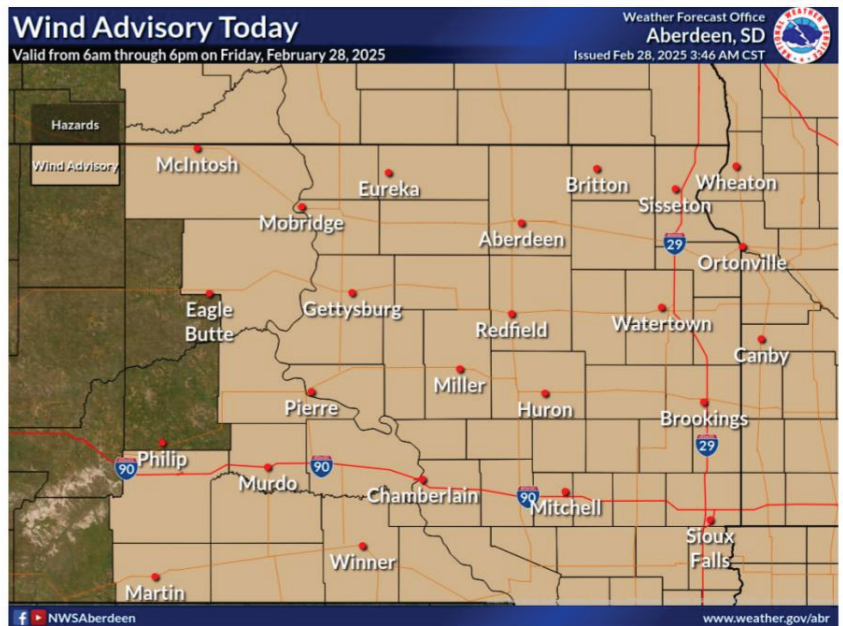 Wind Advisory Today
Valid from 6am through 6pm on Friday, February 28, 2025
Weather Forecast Office
Aberdeen, SD
Issued Feb 28, 2025 3:46 AM CST
NATIONAL WEATHER SERVICE
Hazards
Wind Advisory
McIntosh
Eureka
Britton
Wheaton
Sisseton
Mobridge
Aberdeen
29
Ortonville
Eagle
Butte
Gettysburg
Redfield
Watertown
Canby
Miller
Pierre
Huron
Brookings
29
Philip
90
90
Murdo
Chamberlain
90
Mitchell
Sioux
Falls
Winner
Martin
NWSAberdeen
www.weather.gov/abr